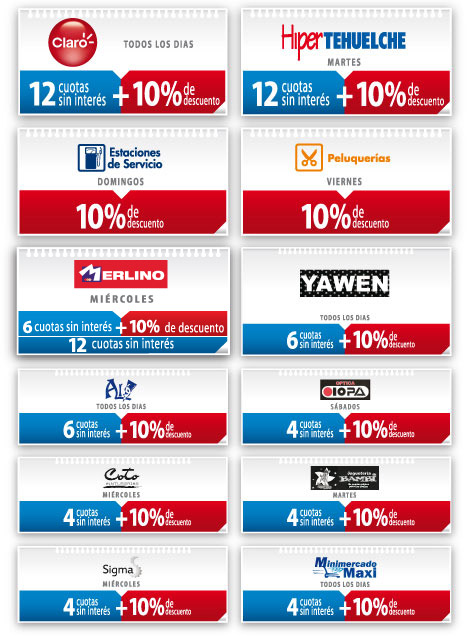 Claro
TODOS LOS DIAS
12 cuotas sin interés + 10% de descuento
HiperTEHUELCHE
MARTES
12 cuotas sin interés + 10% de descuento
Estaciones
de Servicio
DOMINGOS
10% de descuento
Peluquerías
VIERNES
10% de descuento
MERLINO
MIÉRCOLES
6 cuotas sin interés + 10% de descuento
12 cuotas sin interés
YAWEN
TODOS LOS DIAS
6 cuotas sin interés + 10% de descuento
TODOS LOS DIAS
6 cuotas sin interés + 10% de descuento
OPTICA
IOPA
SÁBADOS
4 cuotas sin interés + 10% de descuento
Coto
MIÉRCOLES
4 cuotas sin interés + 10% de descuento
Juguetería
BAMBI
MARTES
4 cuotas sin interés + 10% de descuento
Sigma
MIÉRCOLES
4 cuotas sin interés + 10% de descuento
Minimercado
Maxi
TODOS LOS DIAS
4 cuotas sin interés + 10% de descuento